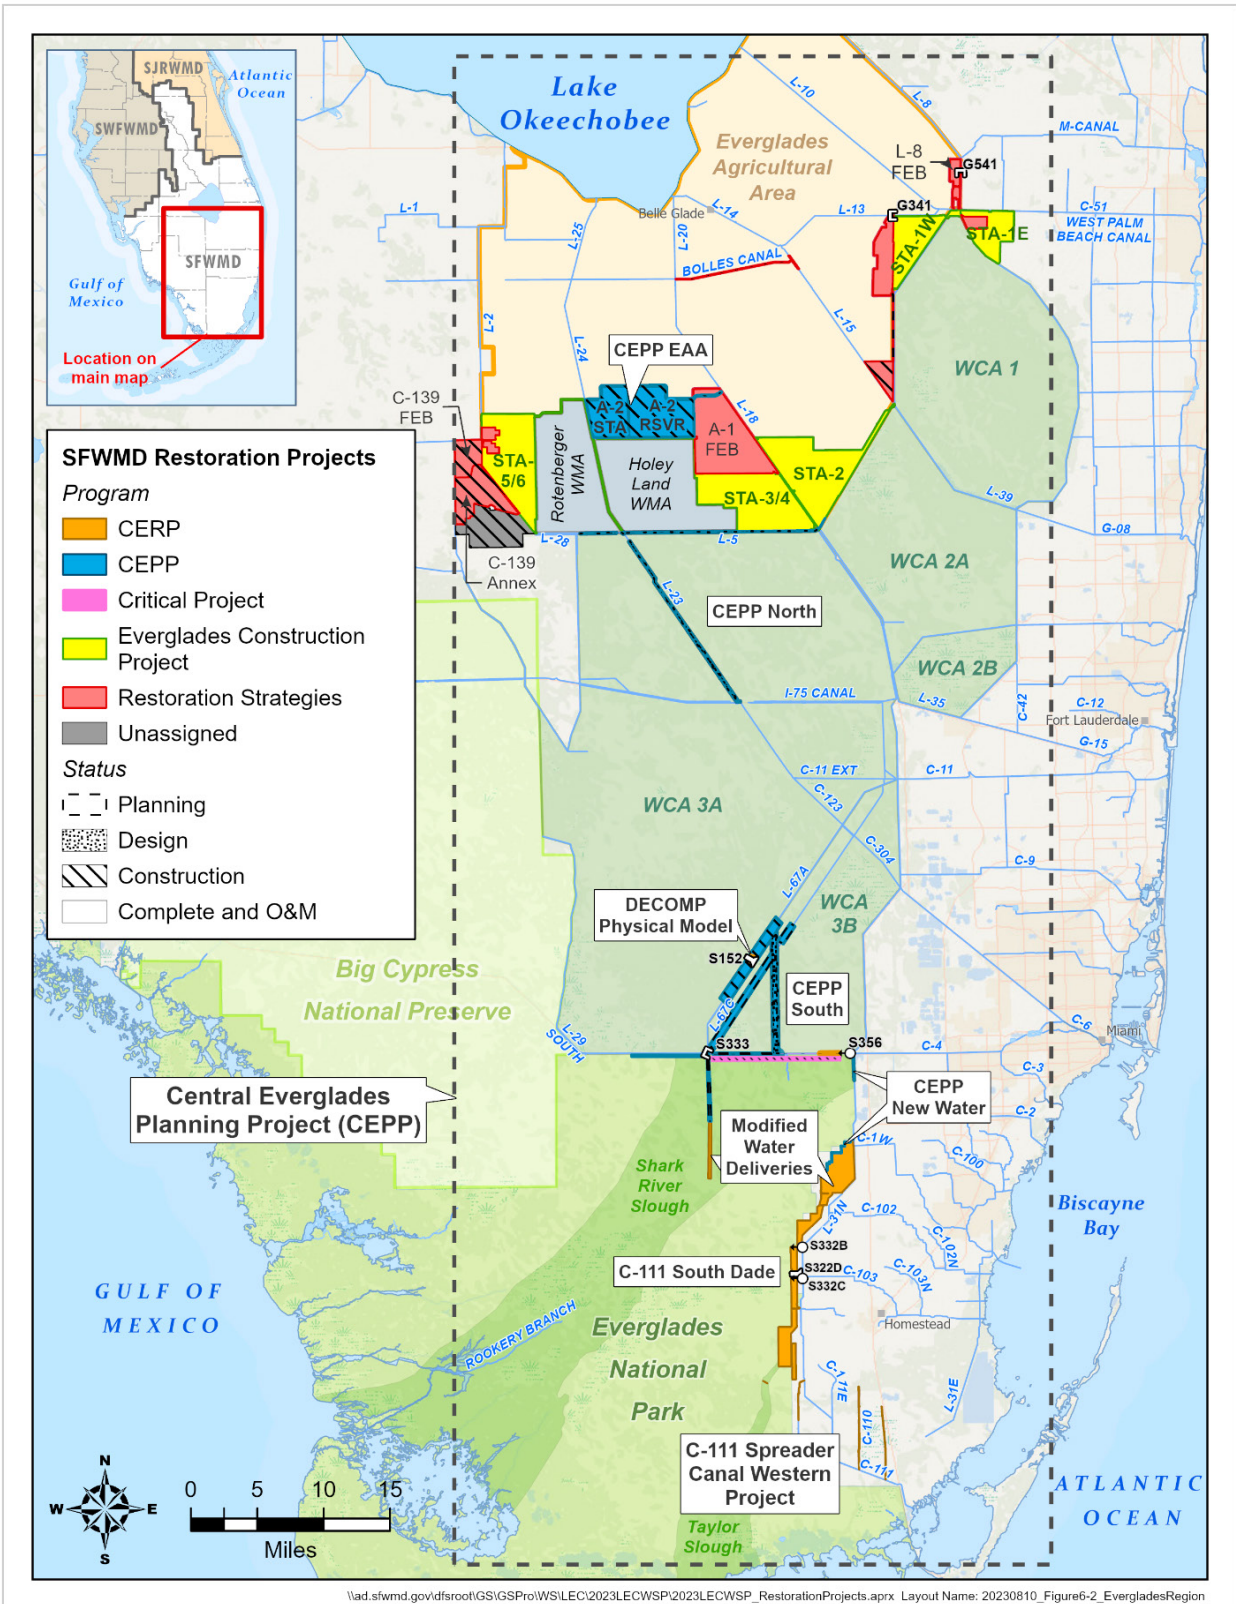 SJRWMD
Atlantic
Ocean
SWFWMD
SFWMD
Gulf of
Mexico
Location on
main map
Lake
Okeechobee
Everglades
Agricultural
Area
L-10
L-8
M-CANAL
L-8
FEB
G541
G341
L-1
L-25
Belle Glade
L-14
L-20
L-13
C-51
WEST PALM
BEACH CANAL
STA-1W
STA-1E
BOLLES CANAL
L-2
L-24
L-15
CEPP EAA
WCA 1
C-139
FEB
A-2
STA
A-2
RSVR
L-18
A-1
FEB
STA-
5/6
Rotenberger
WMA
Holey
Land
WMA
STA-2
STA-3/4
L-39
G-08
L-28
L-5
C-139
Annex
WCA 2A
L-23
CEPP North
WCA 2B
I-75 CANAL
L-35
C-42
C-12
Fort Lauderdale
G-15
C-11 EXT
C-11
WCA 3A
C-123
C-304
C-9
L-67A
WCA
3B
DECOMP
Physical Model
S152
CEPP
South
L-67C
Big Cypress
National Preserve
L-29
SOUTH
S333
S356
C-4
C-6
Miami
C-3
Central Everglades
Planning Project (CEPP)
CEPP
New Water
C-2
Modified
Water
Deliveries
C-1W
C-100
Shark
River
Slough
L-31N
C-102
Biscayne
Bay
S332B
C-102N
C-111 South Dade
S322D
C-103
C-103N
S332C
GULF OF
MEXICO
Homestead
ROOKERY BRANCH
Everglades
National
Park
C-111E
L-31E
C-110
C-111
C-111 Spreader
Canal Western
Project
Taylor
Slough
ATLANTIC
OCEAN
SFWMD Restoration Projects
Program
CERP
CEPP
Critical Project
Everglades Construction
Project
Restoration Strategies
Unassigned
Status
Planning
Design
Construction
Complete and O&M
N
W
E
S
0 5 10 15
Miles
\\ad.sfwmd.gov\dfsroot\GS\GSPro\WS\LEC\2023LECWSP\2023LECWSP_RestorationProjects.aprx Layout Name: 20230810_Figure6-2_EvergladesRegion